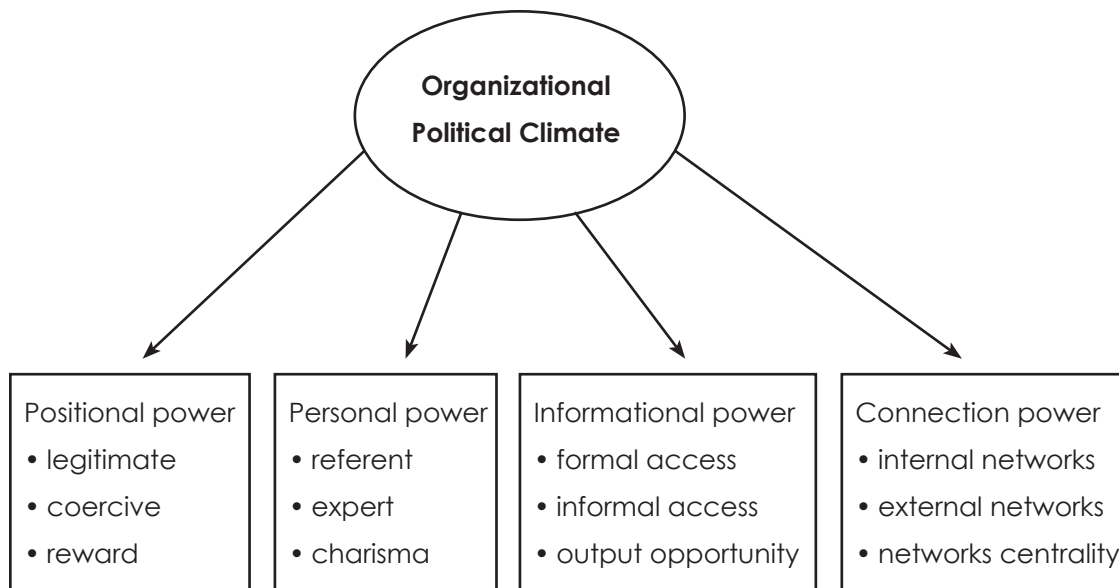 Organizational
Political Climate
Positional power
• legitimate
• coercive
• reward
Personal power
• referent
• expert
• charisma
Informational power
• formal access
• informal access
• output opportunity
Connection power
• internal networks
• external networks
• networks centrality